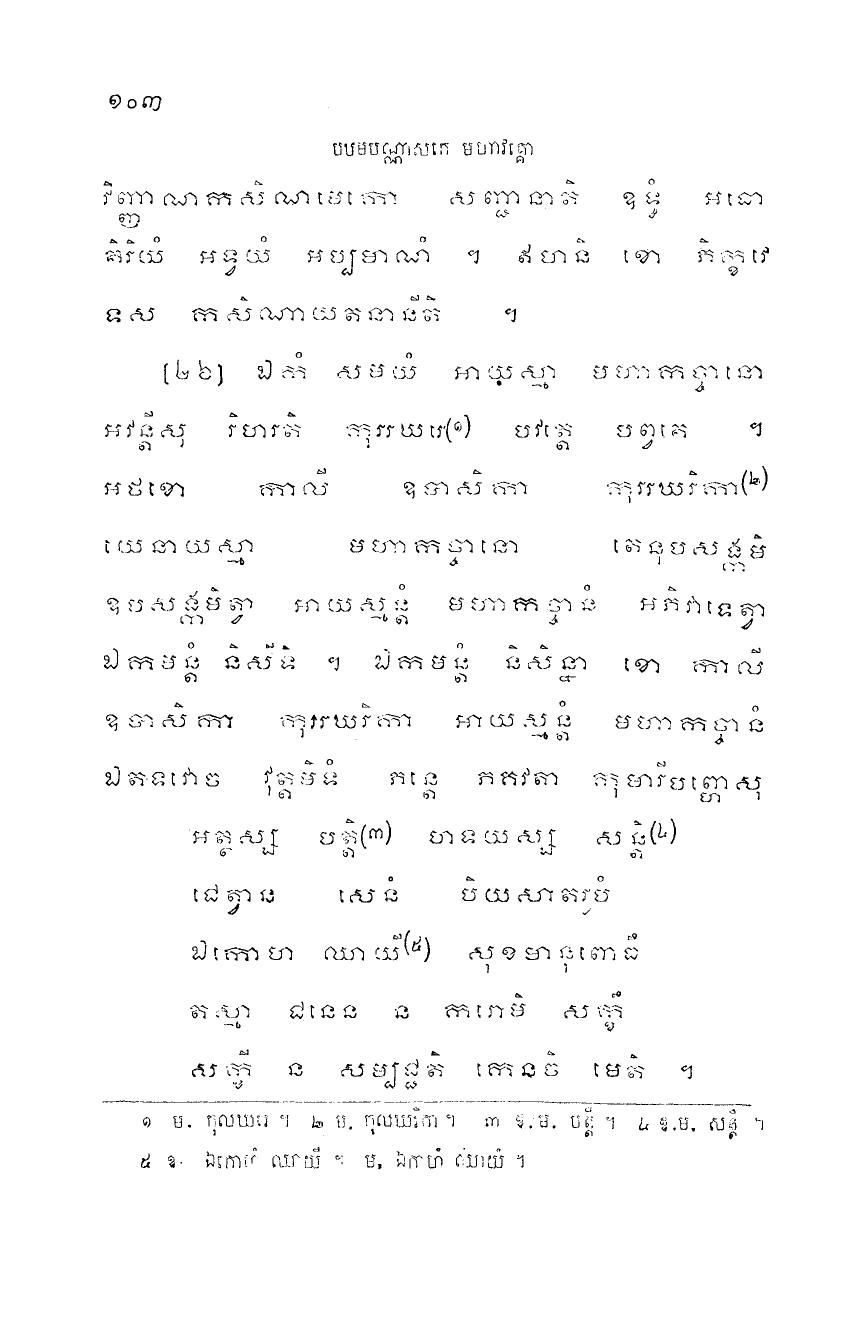 ១០៣
បឋមបណ្ណាសកេ មហាវគ្គោ
វិញ្ញាណកសិណមេកោ សញ្ជានាតិ ឧទ្ធំ អធោ
តិរិយំ អទ្វយំ អប្បមាណំ ។ ឥមានិ ខោ ភិក្ខវេ
ទស កសិណាយតនានីតិ ។
(២៦) ឯកំ សមយំ អាយស្មា មហាកច្ចានោ
អវន្តីសុ វិហរតិ កុររឃរេ(១) បវត្តេ បព្វតេ ។
អថខោ កាលី ឧបាសិកា កុររឃរិកា(២)
យេនាយស្មា មហាកច្ចានោ តេនុបសង្កមិ
ឧបសង្កមិត្វា អាយស្មន្តំ មហាកច្ចានំ អភិវាទេត្វា
ឯកមន្តំ និសីទិ ។ ឯកមន្តំ និសិន្នា ខោ កាលី
ឧបាសិកា កុររឃរិកា អាយស្មន្តំ មហាកច្ចានំ
ឯតទវោច វុត្តមិទំ ភន្តេ ភគវតា កុមារីបញ្ហេសុ
អត្ថស្ស បត្តិ(៣) ហទយស្ស សន្តិ(៤)
ជេត្វាន សេនំ បិយសាតរូបំ
ឯកោហ ឈាយី(៥) សុខមានុពោធឹ
តស្មា ជនេន ន ករោមិ សក្ខឹ
សក្ខី ន សម្បជ្ជតិ កេនចិ មេតិ ។
១ ម. កុលឃរេ ។ ២ ម. កុលឃរិកា ។ ៣ ឱ.ម. បត្តឹ ។ ៤ ឱ.ម. សន្តឹ ។
៥ ឱ. ឯកោហំ ឈាយី ។ ម. ឯកហំ ឈាយំ ។